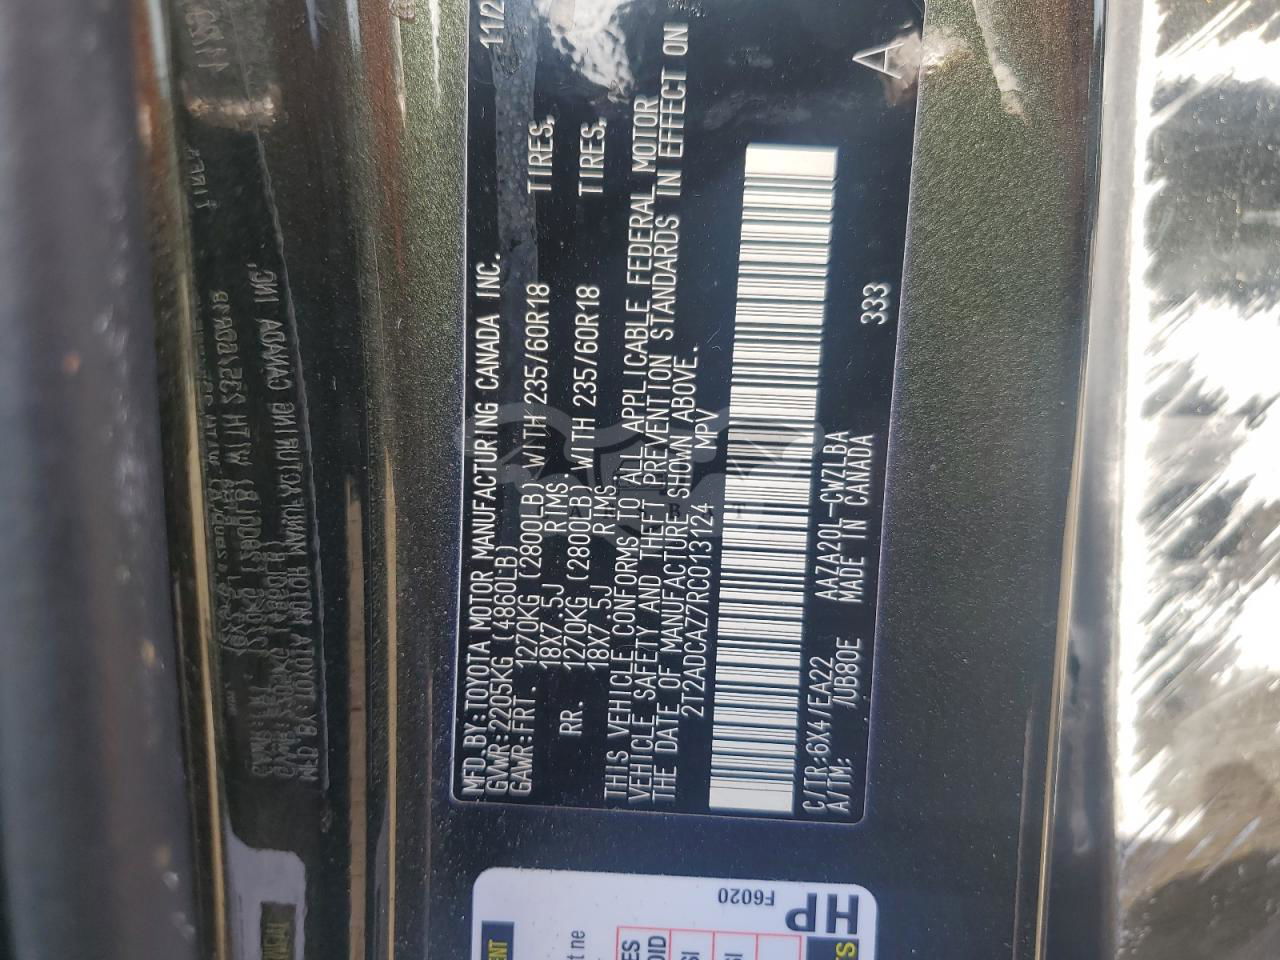 MFD.BY:TOYOTA MOTOR MANUFACTURING CANADA INC. 11/2
GVWR:2205KG (4860LB)
GAWR:FRT. 1270KG (2800LB) WITH 235/60R18 TIRES,
18X7.5J RIMS.
RR. 1270KG (2800LB) WITH 235/60R18 TIRES,
18X7.5J RIMS.
THIS VEHICLE CONFORMS TO ALL APPLICABLE FEDERAL MOTOR
VEHICLE SAFETY AND THEFT PREVENTION STANDARDS IN EFFECT ON
THE DATE OF MANUFACTURE SHOWN ABOVE.
2T2ADCAZ7RC013124 MPV
A
C/TR:6X4/EA22 AAZA20L-CWZLBA
A/TM: /UB80E MADE IN CANADA 333
HP
F6020